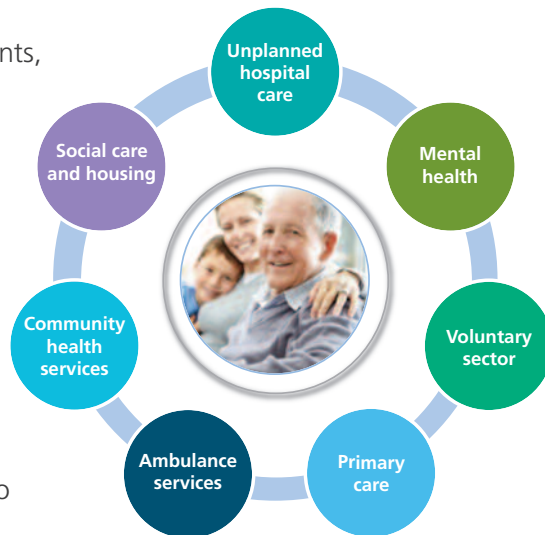 nts,
Unplanned
hospital
care
Social care
and housing
Mental
health
Community
health
services
Voluntary
sector
Ambulance
services
Primary
care
o